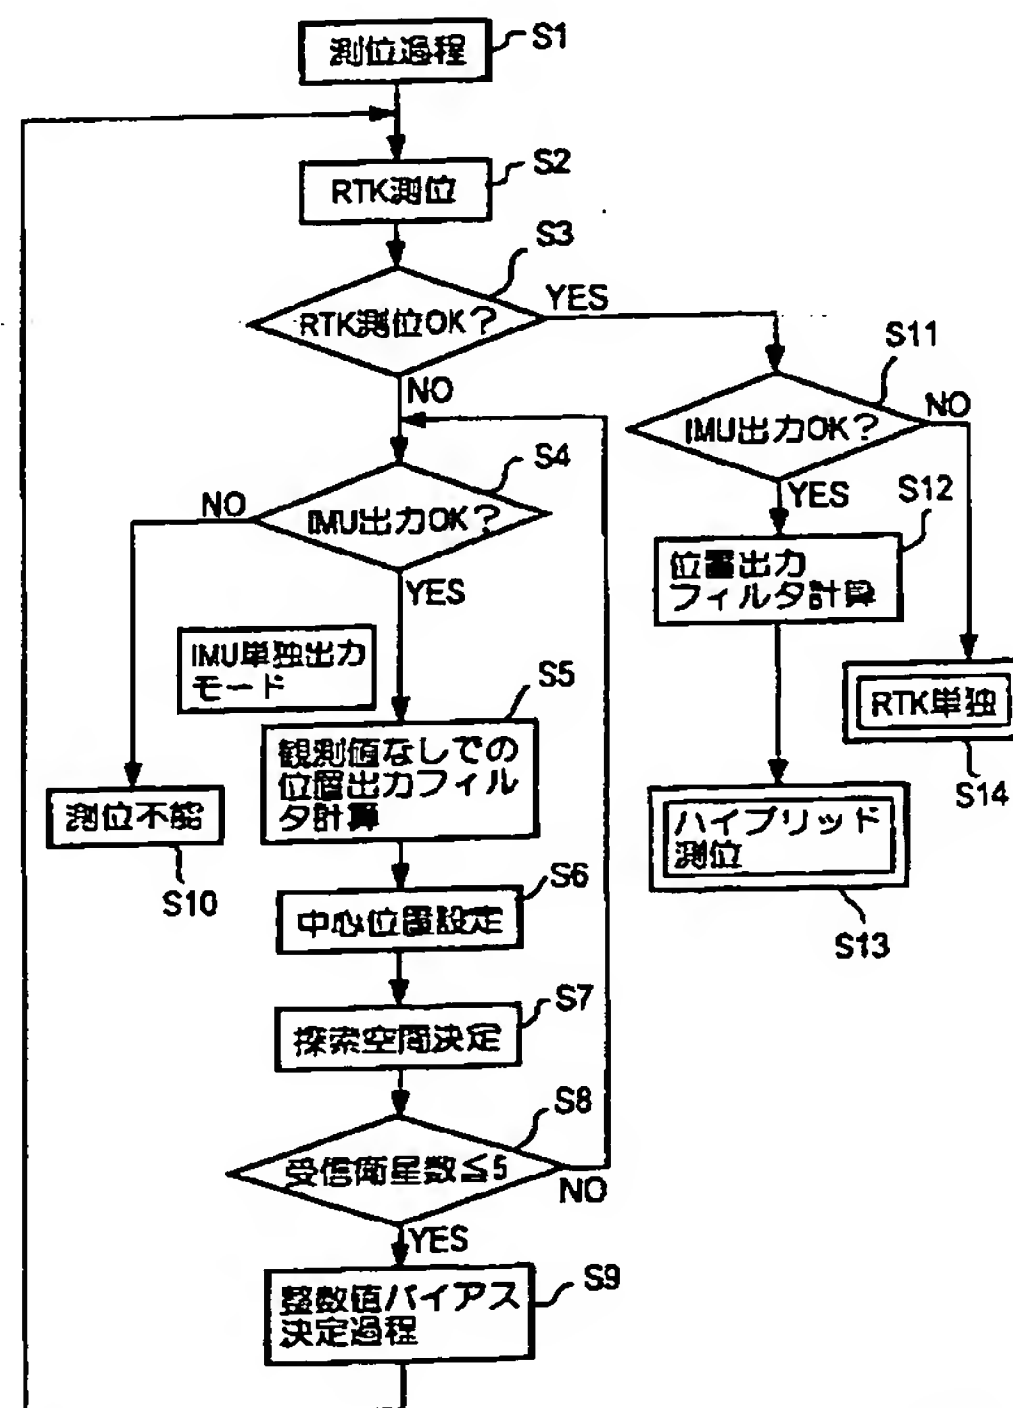 測位過程
S1
RTK測位
S2
RTK測位OK?
S3
YES
NO
IMU出力OK?
S11
NO
YES
IMU出力OK?
S4
NO
YES
位置出力
フィルタ計算
S12
IMU単独出力
モード
RTK単独
S14
観測値なしでの
位置出力フィル
タ計算
S5
ハイブリッド
測位
S13
測位不能
S10
中心位置設定
S6
探索空間決定
S7
受信衛星数≦5
S8
NO
YES
整数値バイアス
決定過程
S9